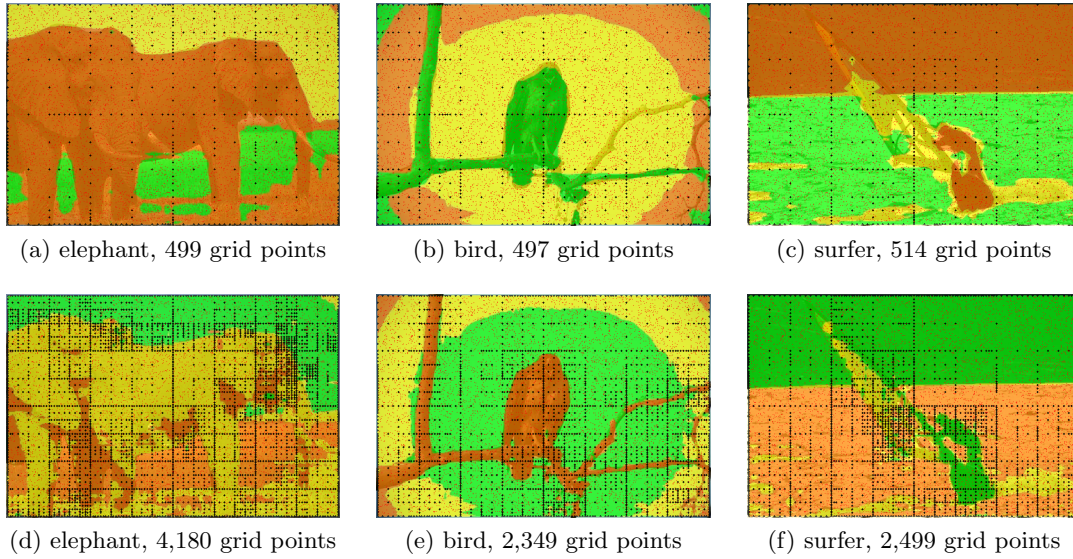 (a) elephant, 499 grid points
(b) bird, 497 grid points
(c) surfer, 514 grid points
(d) elephant, 4,180 grid points
(e) bird, 2,349 grid points
(f) surfer, 2,499 grid points